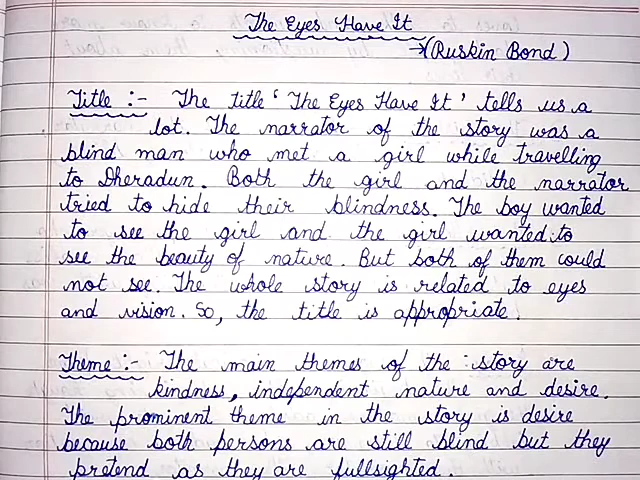 The Eyes Have It
→(Ruskin Bond)
Title :- The title 'The Eyes Have It' tells us a
lot. The narrator of the story was a
blind man who met a girl while travelling
to Dheradun. Both the girl and the narrator
tried to hide their blindness. The boy wanted
to see the girl and the girl wanted to
see the beauty of nature. But both of them could
not see. The whole story is related to eyes
and vision. So, the title is appropriate.
Theme :- The main themes of the story are
kindness, independent nature and desire.
The prominent theme in the story is desire
because both persons are still blind but they
pretend as they are fullsighted.